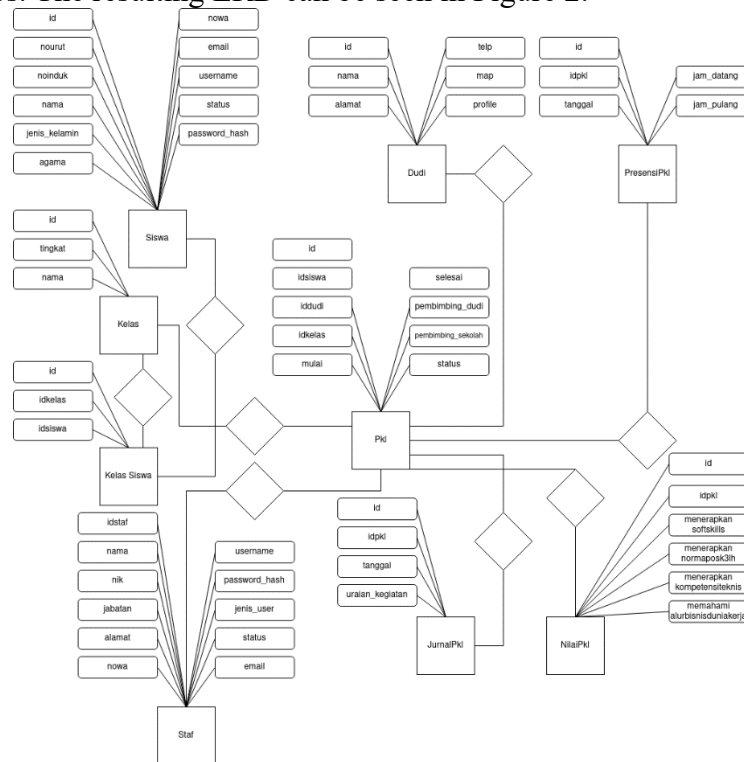 The resulting ERD can be seen in Figure 2.
id
nourut
noinduk
nama
jenis_kelamin
agama
nowa
email
username
status
password_hash
Siswa
id
nama
alamat
telp
map
profile
Dudi
id
idpkl
tanggal
jam_datang
jam_pulang
PresensiPkl
id
tingkat
nama
Kelas
id
idkelas
idsiswa
Kelas Siswa
id
idsiswa
iddudi
idkelas
mulai
selesai
pembimbing_dudi
pembimbing_sekolah
status
Pkl
idstaf
nama
nik
jabatan
alamat
nowa
username
password_hash
jenis_user
status
email
Staf
id
idpkl
tanggal
uraian_kegiatan
JurnalPkl
id
idpkl
menerapkan
softskills
menerapkan
normaposk3lh
menerapkan
kompetensiteknis
memahami
alurbisnisduniakerja
NilaiPkl